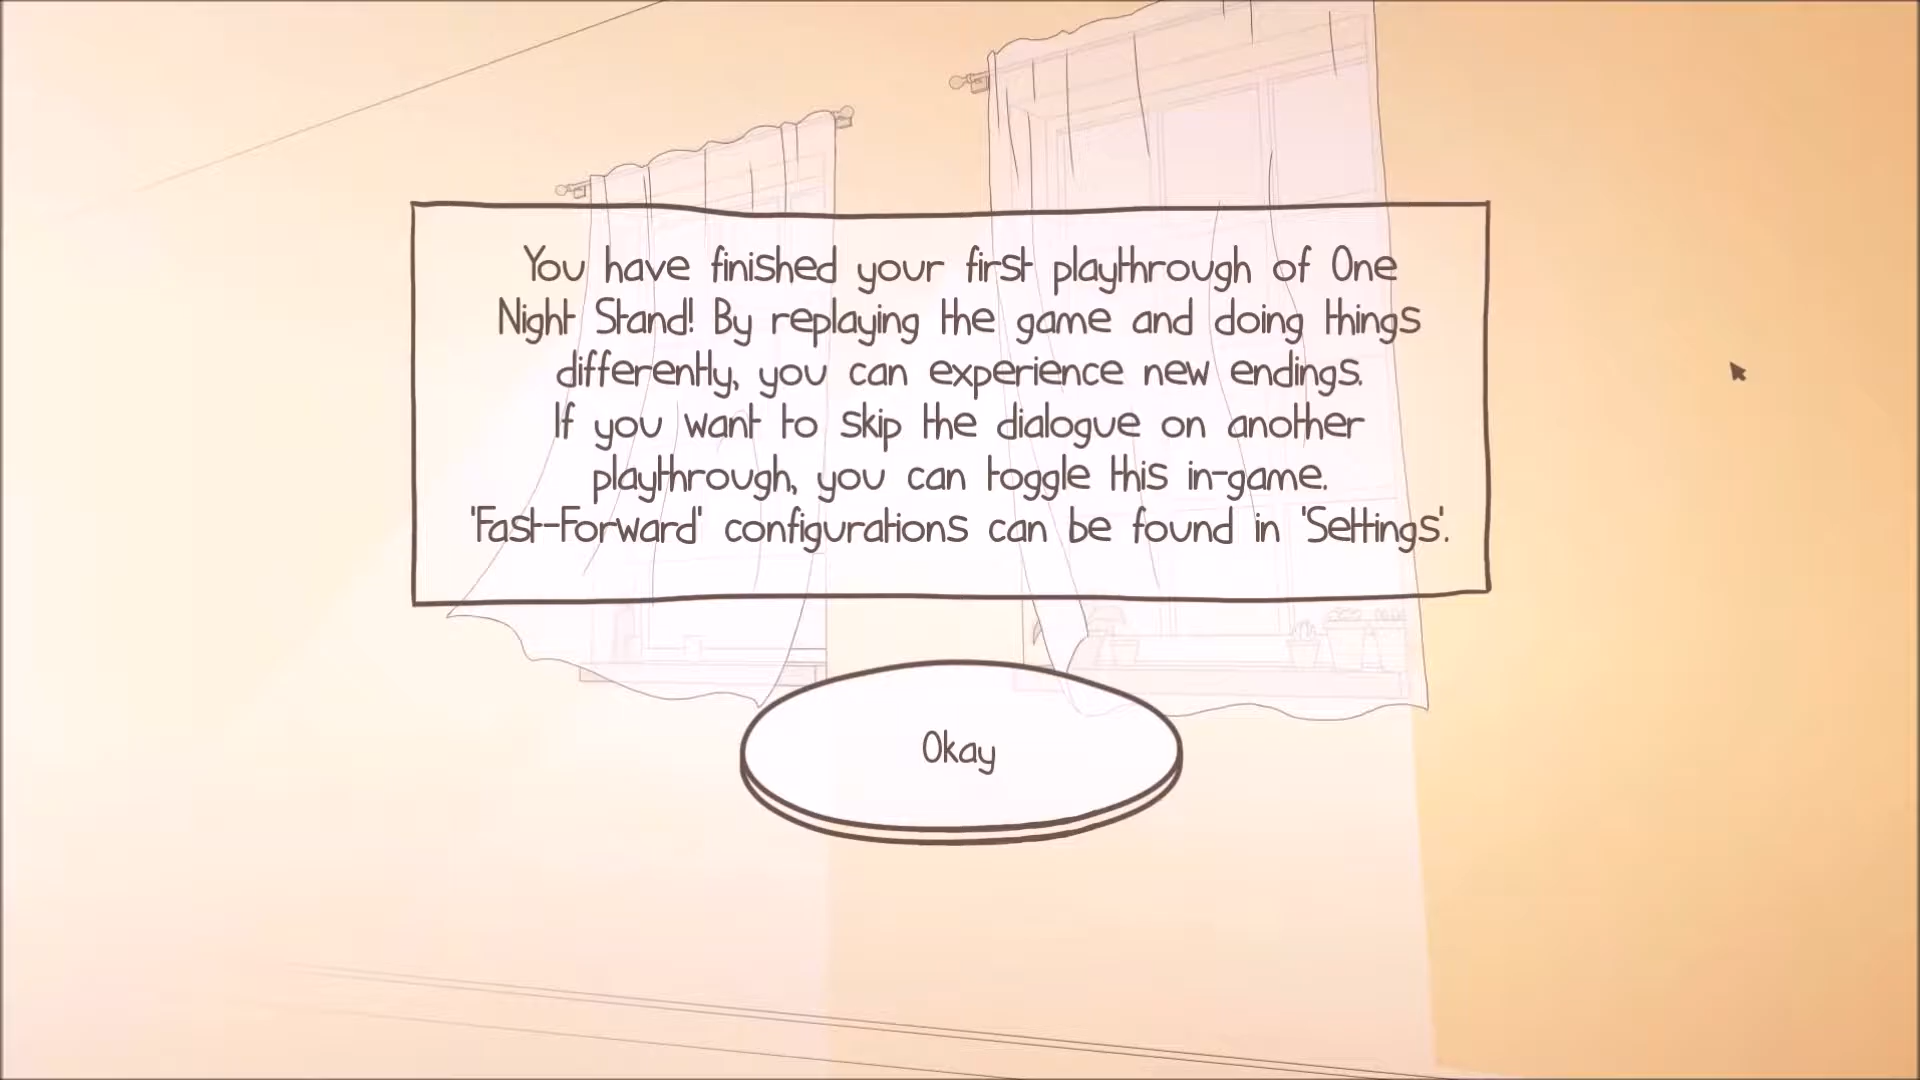 You have finished your first playthrough of One
Night Stand! By replaying the game and doing things
differently, you can experience new endings.
If you want to skip the dialogue on another
playthrough, you can toggle this in-game.
'Fast-Forward' configurations can be found in 'Settings'.
Okay